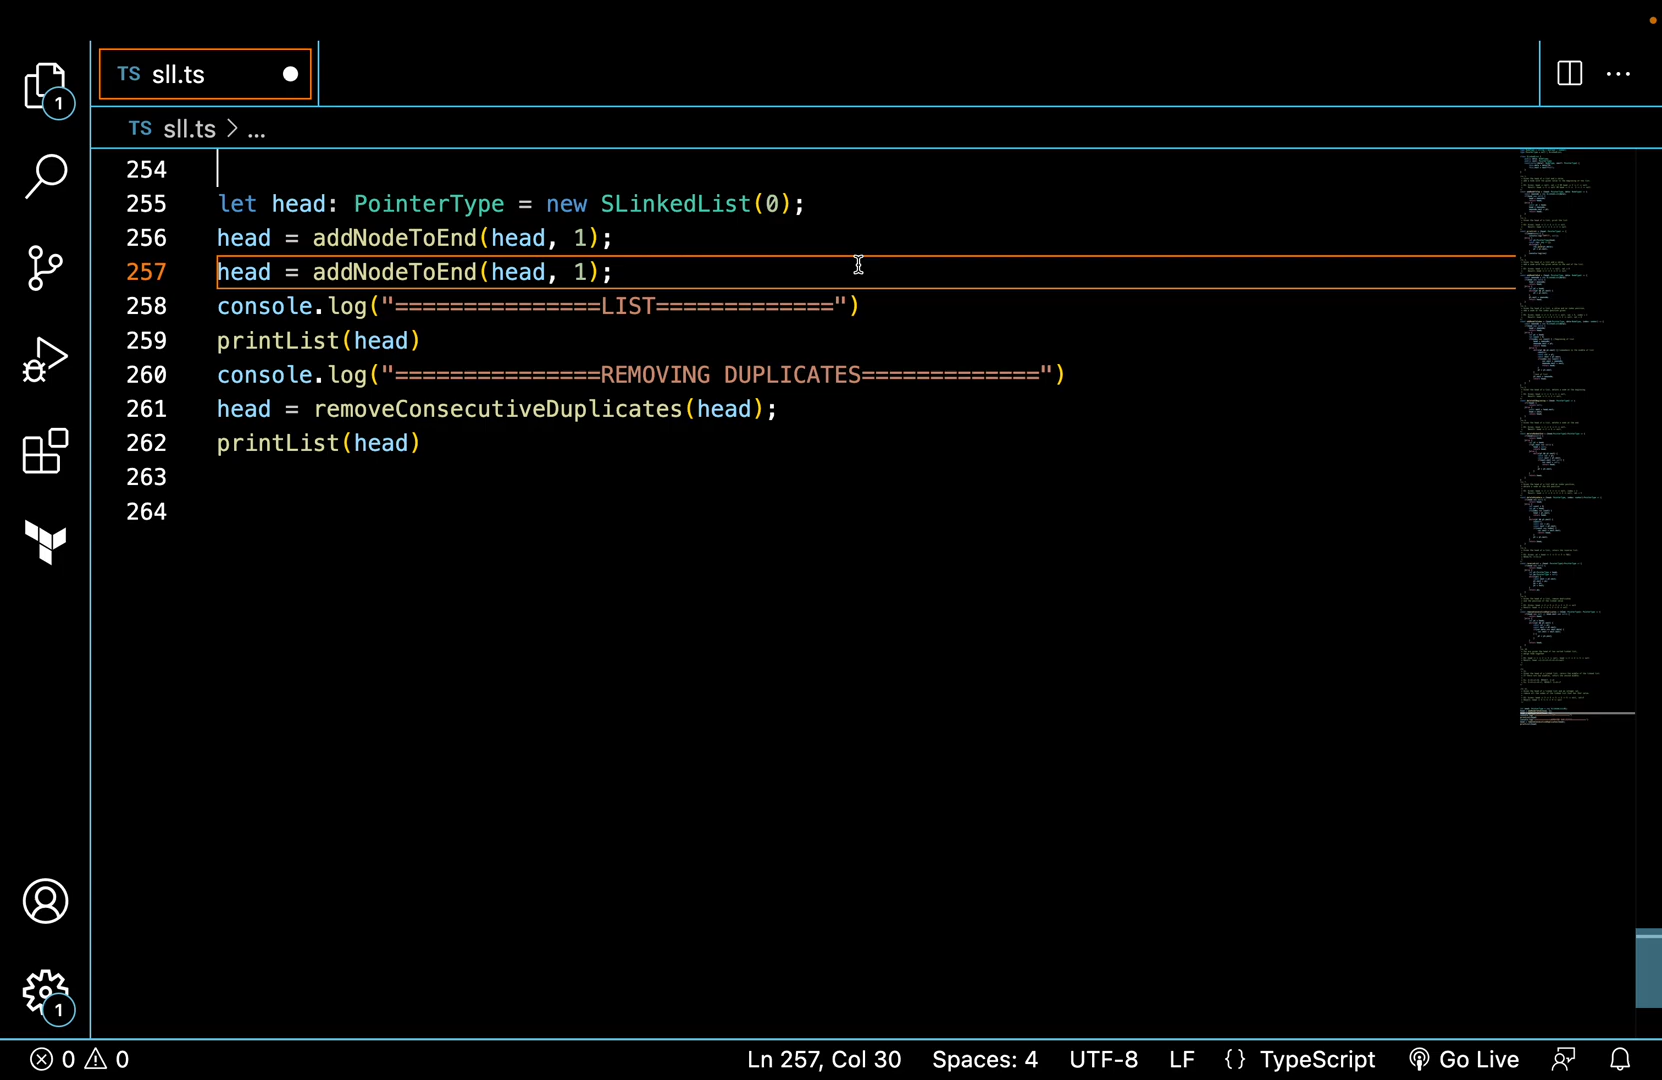 TS sll.ts
1
TS sll.ts > ...
254
255 let head: PointerType = new SLinkedList(0);
256 head = addNodeToEnd(head, 1);
257 head = addNodeToEnd(head, 1);
258 console.log("===============LIST=============")
259 printList(head)
260 console.log("===============REMOVING DUPLICATES=============")
261 head = removeConsecutiveDuplicates(head);
262 printList(head)
263
264
1
0 0 Ln 257, Col 30 Spaces: 4 UTF-8 LF {} TypeScript Go Live